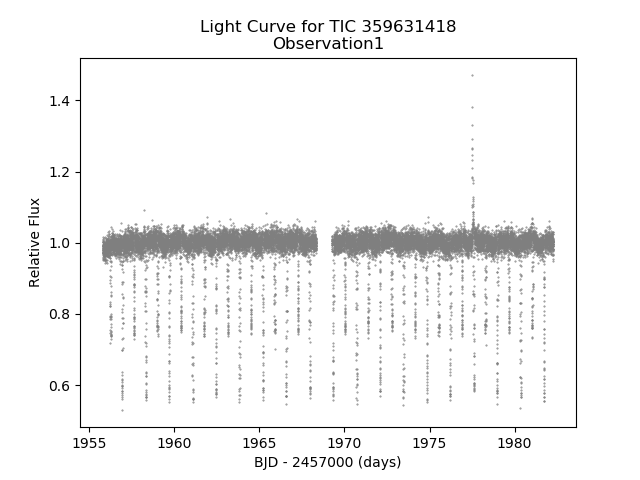 Light Curve for TIC 359631418
Observation1
Relative Flux
1.4
1.2
1.0
0.8
0.6
1955 1960 1965 1970 1975 1980
BJD - 2457000 (days)